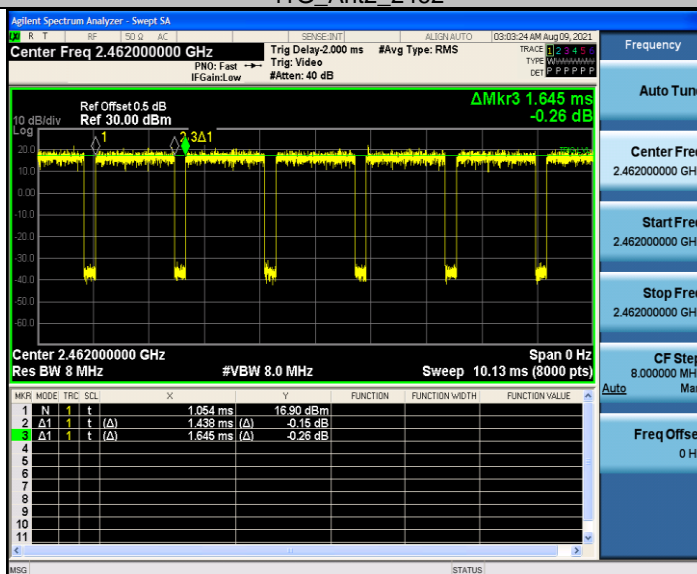 Agilent Spectrum Analyzer - Swept SA
R T RF 50 Ω AC SENSE:INT ALIGN AUTO 03:03:24 AM Aug 09, 2021
Center Freq 2.462000000 GHz
PNO: Fast
IFGain:Low
Trig Delay-2.000 ms
Trig: Video
#Atten: 40 dB
#Avg Type: RMS
TRACE 1 2 3 4 5 6
TYPE W
DET P P P P P P
Ref Offset 0.5 dB
10 dB/div Ref 30.00 dBm
Log
ΔMkr3 1.645 ms
-0.26 dB
1
2 3Δ1
20.0
10.0
0.00
-10.0
-20.0
-30.0
-40.0
-50.0
-60.0
Center 2.462000000 GHz Span 0 Hz
Res BW 8 MHz #VBW 8.0 MHz Sweep 10.13 ms (8000 pts)
MKR MODE TRC SCL X Y FUNCTION FUNCTION WIDTH FUNCTION VALUE
1 N 1 t 1.054 ms 16.90 dBm
2 Δ1 1 t (Δ) 1.438 ms (Δ) -0.15 dB
3 Δ1 1 t (Δ) 1.645 ms (Δ) -0.26 dB
4
5
6
7
8
9
10
11
MSG STATUS
Frequency
Auto Tun
Center Fre
2.462000000 GH
Start Fre
2.462000000 GH
Stop Fre
2.462000000 GH
CF Step
8.000000 MH
Auto Ma
Freq Offse
0 H